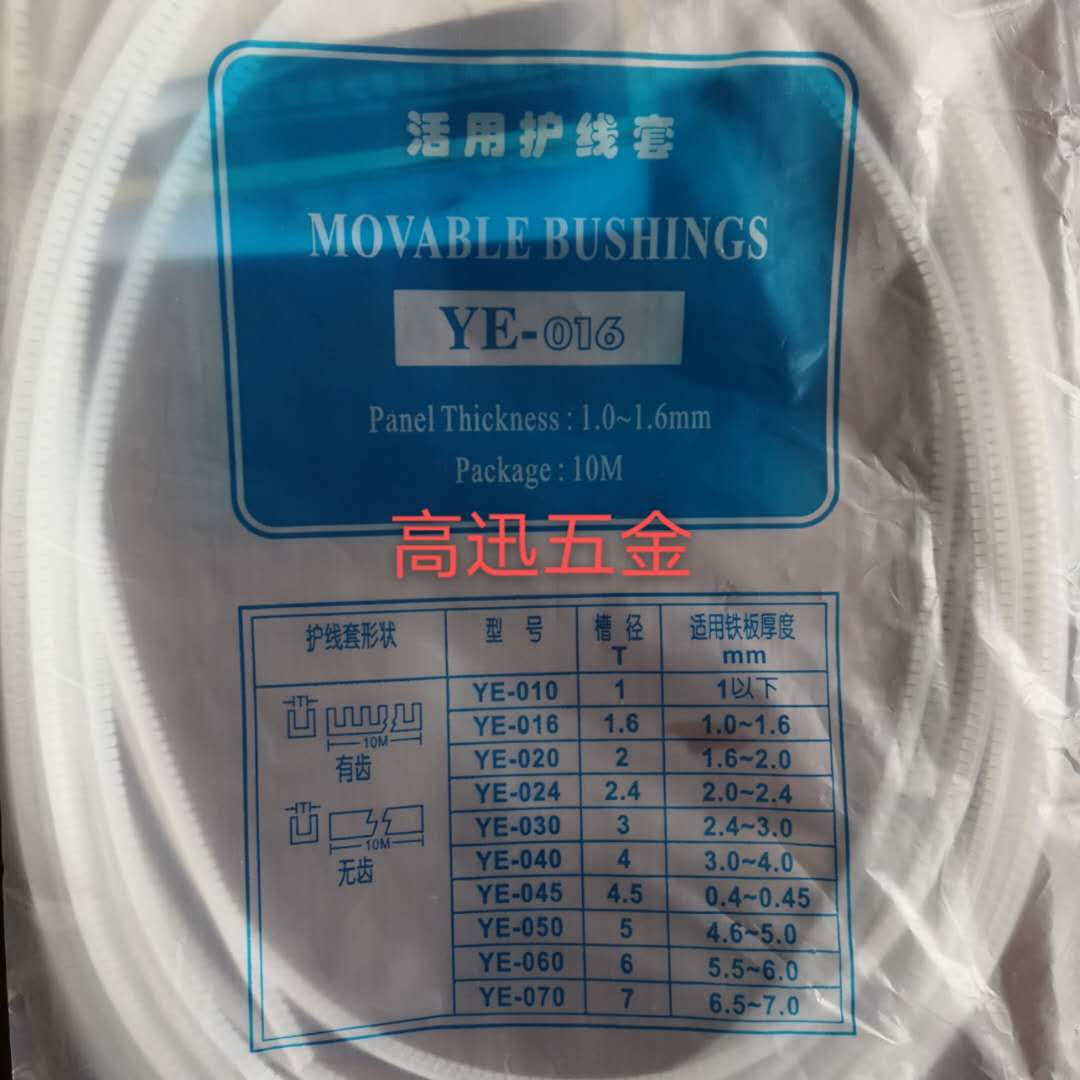 活用护线套
MOVABLE BUSHINGS
YE-016
Panel Thickness : 1.0~1.6mm
Package : 10M
高迅五金
护线套形状 型 号 槽 径 T 适用铁板厚度 mm
YE-010 1 1以下
YE-016 1.6 1.0~1.6
YE-020 2 1.6~2.0
YE-024 2.4 2.0~2.4
YE-030 3 2.4~3.0
YE-040 4 3.0~4.0
YE-045 4.5 0.4~0.45
YE-050 5 4.6~5.0
YE-060 6 5.5~6.0
YE-070 7 6.5~7.0
T
10M
有齿
T
10M
无齿